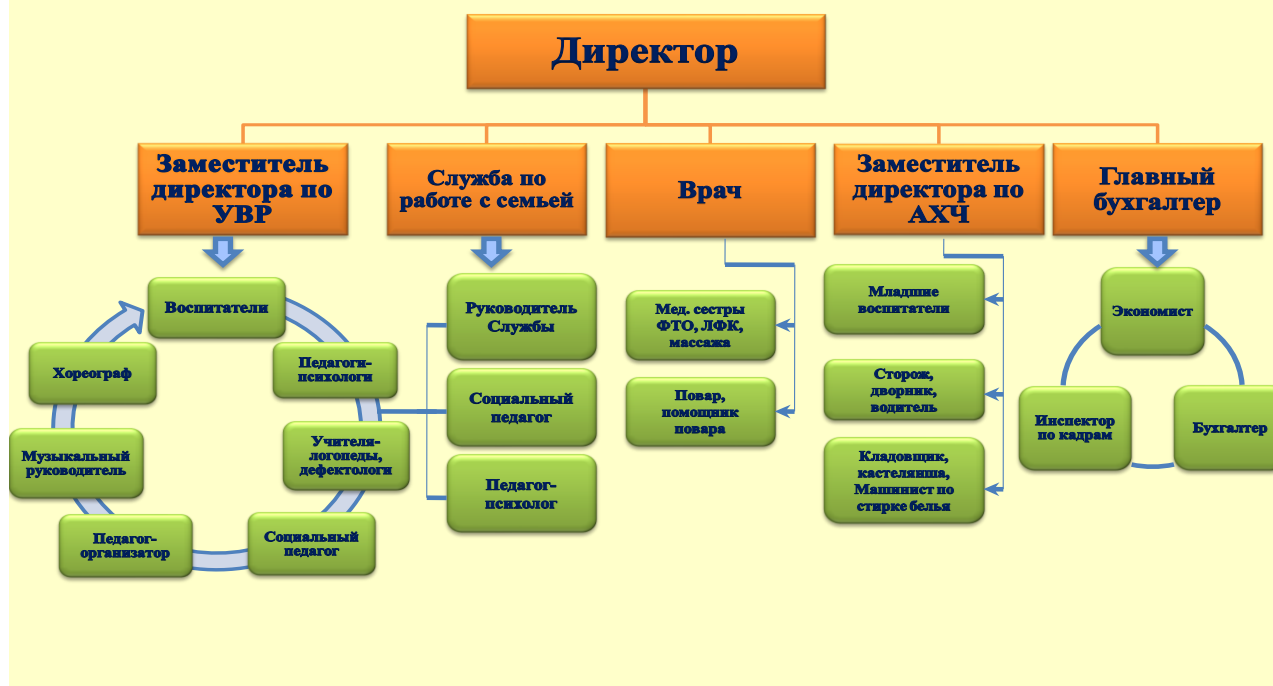 Директор
Заместитель
директора по
УВР
Служба по
работе с семьей
Врач
Заместитель
директора по
АХЧ
Главный
бухгалтер
Воспитатели
Педагоги-
психологи
Учителя-
логопеды,
дефектологи
Социальный
педагог
Педагог-
организатор
Музыкальный
руководитель
Хореограф
Руководитель
Службы
Социальный
педагог
Педагог-
психолог
Мед. сестры
ФТО, ЛФК,
массажа
Повар,
помощник
повара
Младшие
воспитатели
Сторож,
дворник,
водитель
Кладовщик,
кастелянша,
Машинист по
стирке белья
Экономист
Инспектор
по кадрам
Бухгалтер